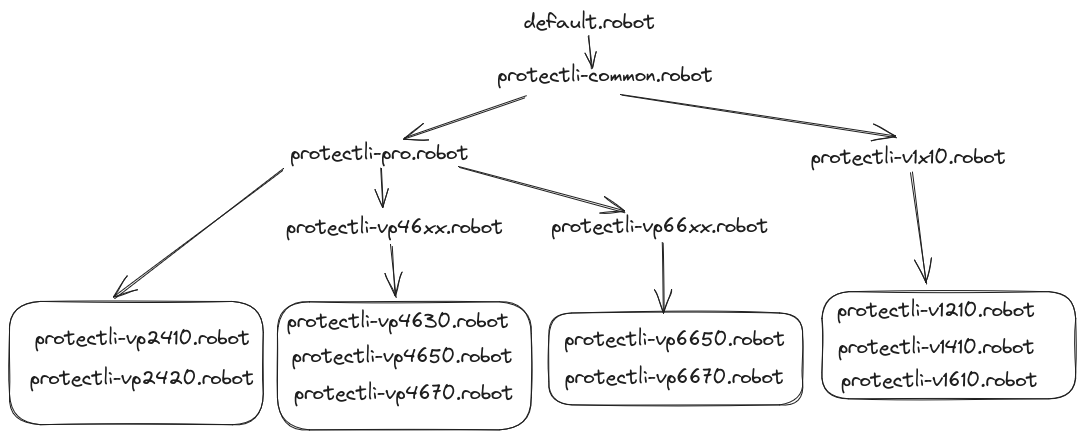 default.robot
protectli-common.robot
protectli-pro.robot
protectli-v1x10.robot
protectli-vp46xx.robot
protectli-vp66xx.robot
protectli-vp2410.robot
protectli-vp2420.robot
protectli-vp4630.robot
protectli-vp4650.robot
protectli-vp4670.robot
protectli-vp6650.robot
protectli-vp6670.robot
protectli-v1210.robot
protectli-v1410.robot
protectli-v1610.robot